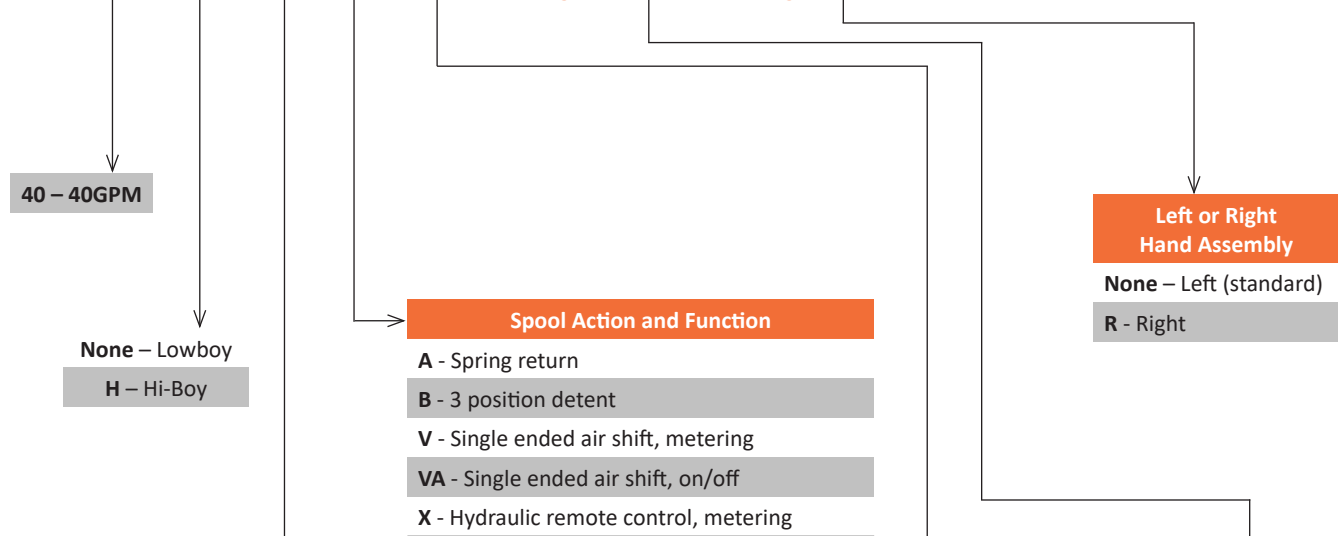 40 – 40GPM
None – Lowboy
H – Hi-Boy
Spool Action and Function
A - Spring return
B - 3 position detent
V - Single ended air shift, metering
VA - Single ended air shift, on/off
X - Hydraulic remote control, metering
Left or Right
Hand Assembly
None – Left (standard)
R - Right